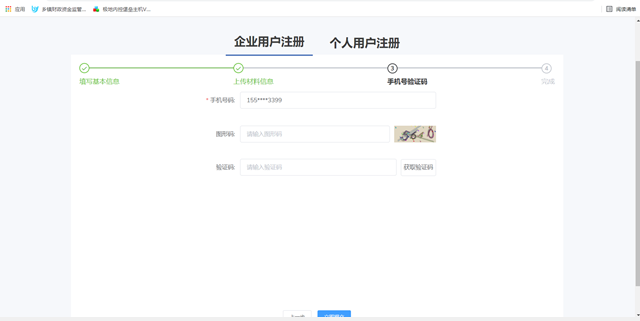 应用 乡镇财政资金监管... 极地内控堡垒主机V... 阅读清单
企业用户注册 个人用户注册
3 4
填写基本信息 上传材料信息 手机号验证码 完成
* 手机号码: 155****3399
图形码: 请输入图形码
验证码: 请输入验证码 获取验证码